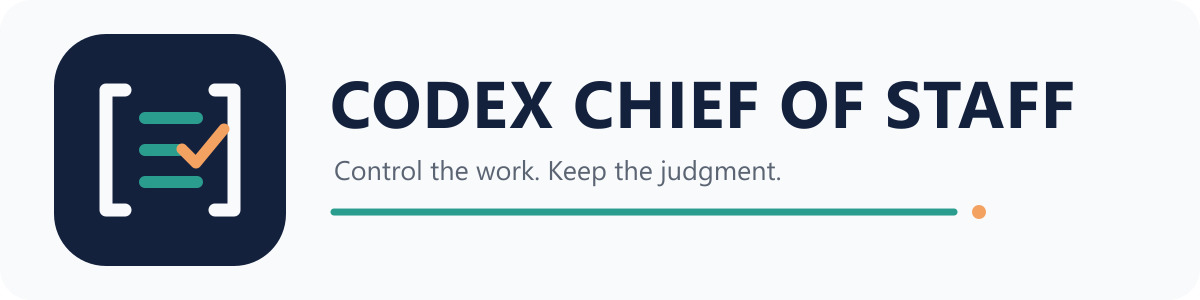 CODEX CHIEF OF STAFF
Control the work. Keep the judgment.